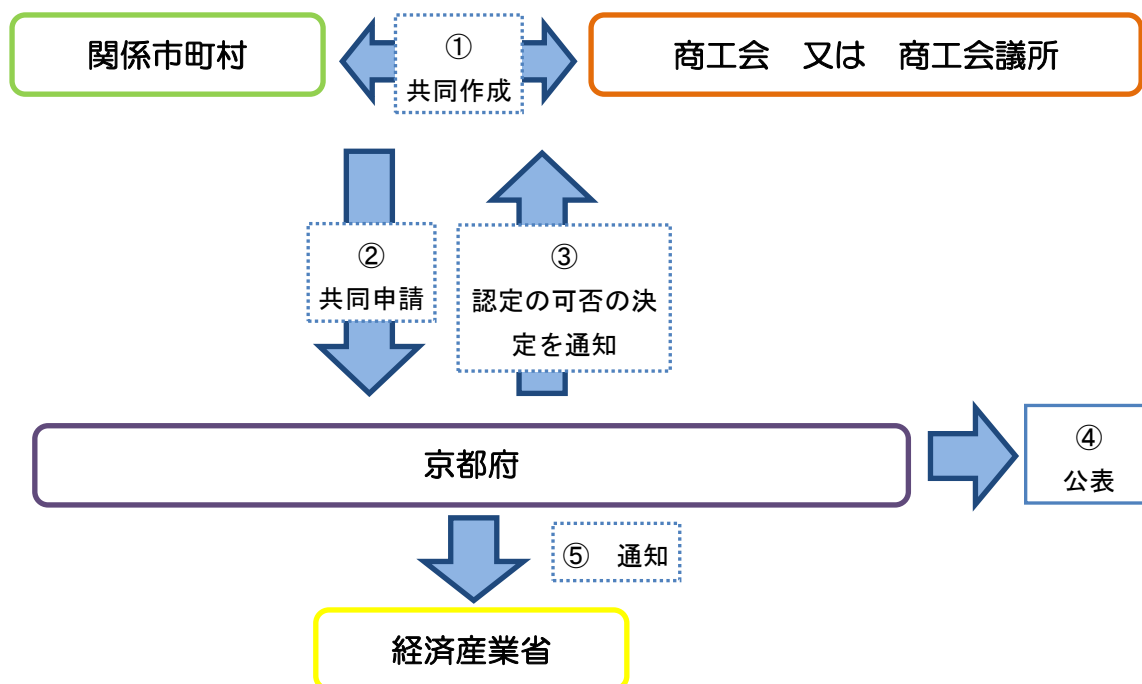 関係市町村
①
共同作成
商工会　又は　商工会議所
②
共同申請
③
認定の可否の決
定を通知
京都府
④
公表
⑤　通知
経済産業省